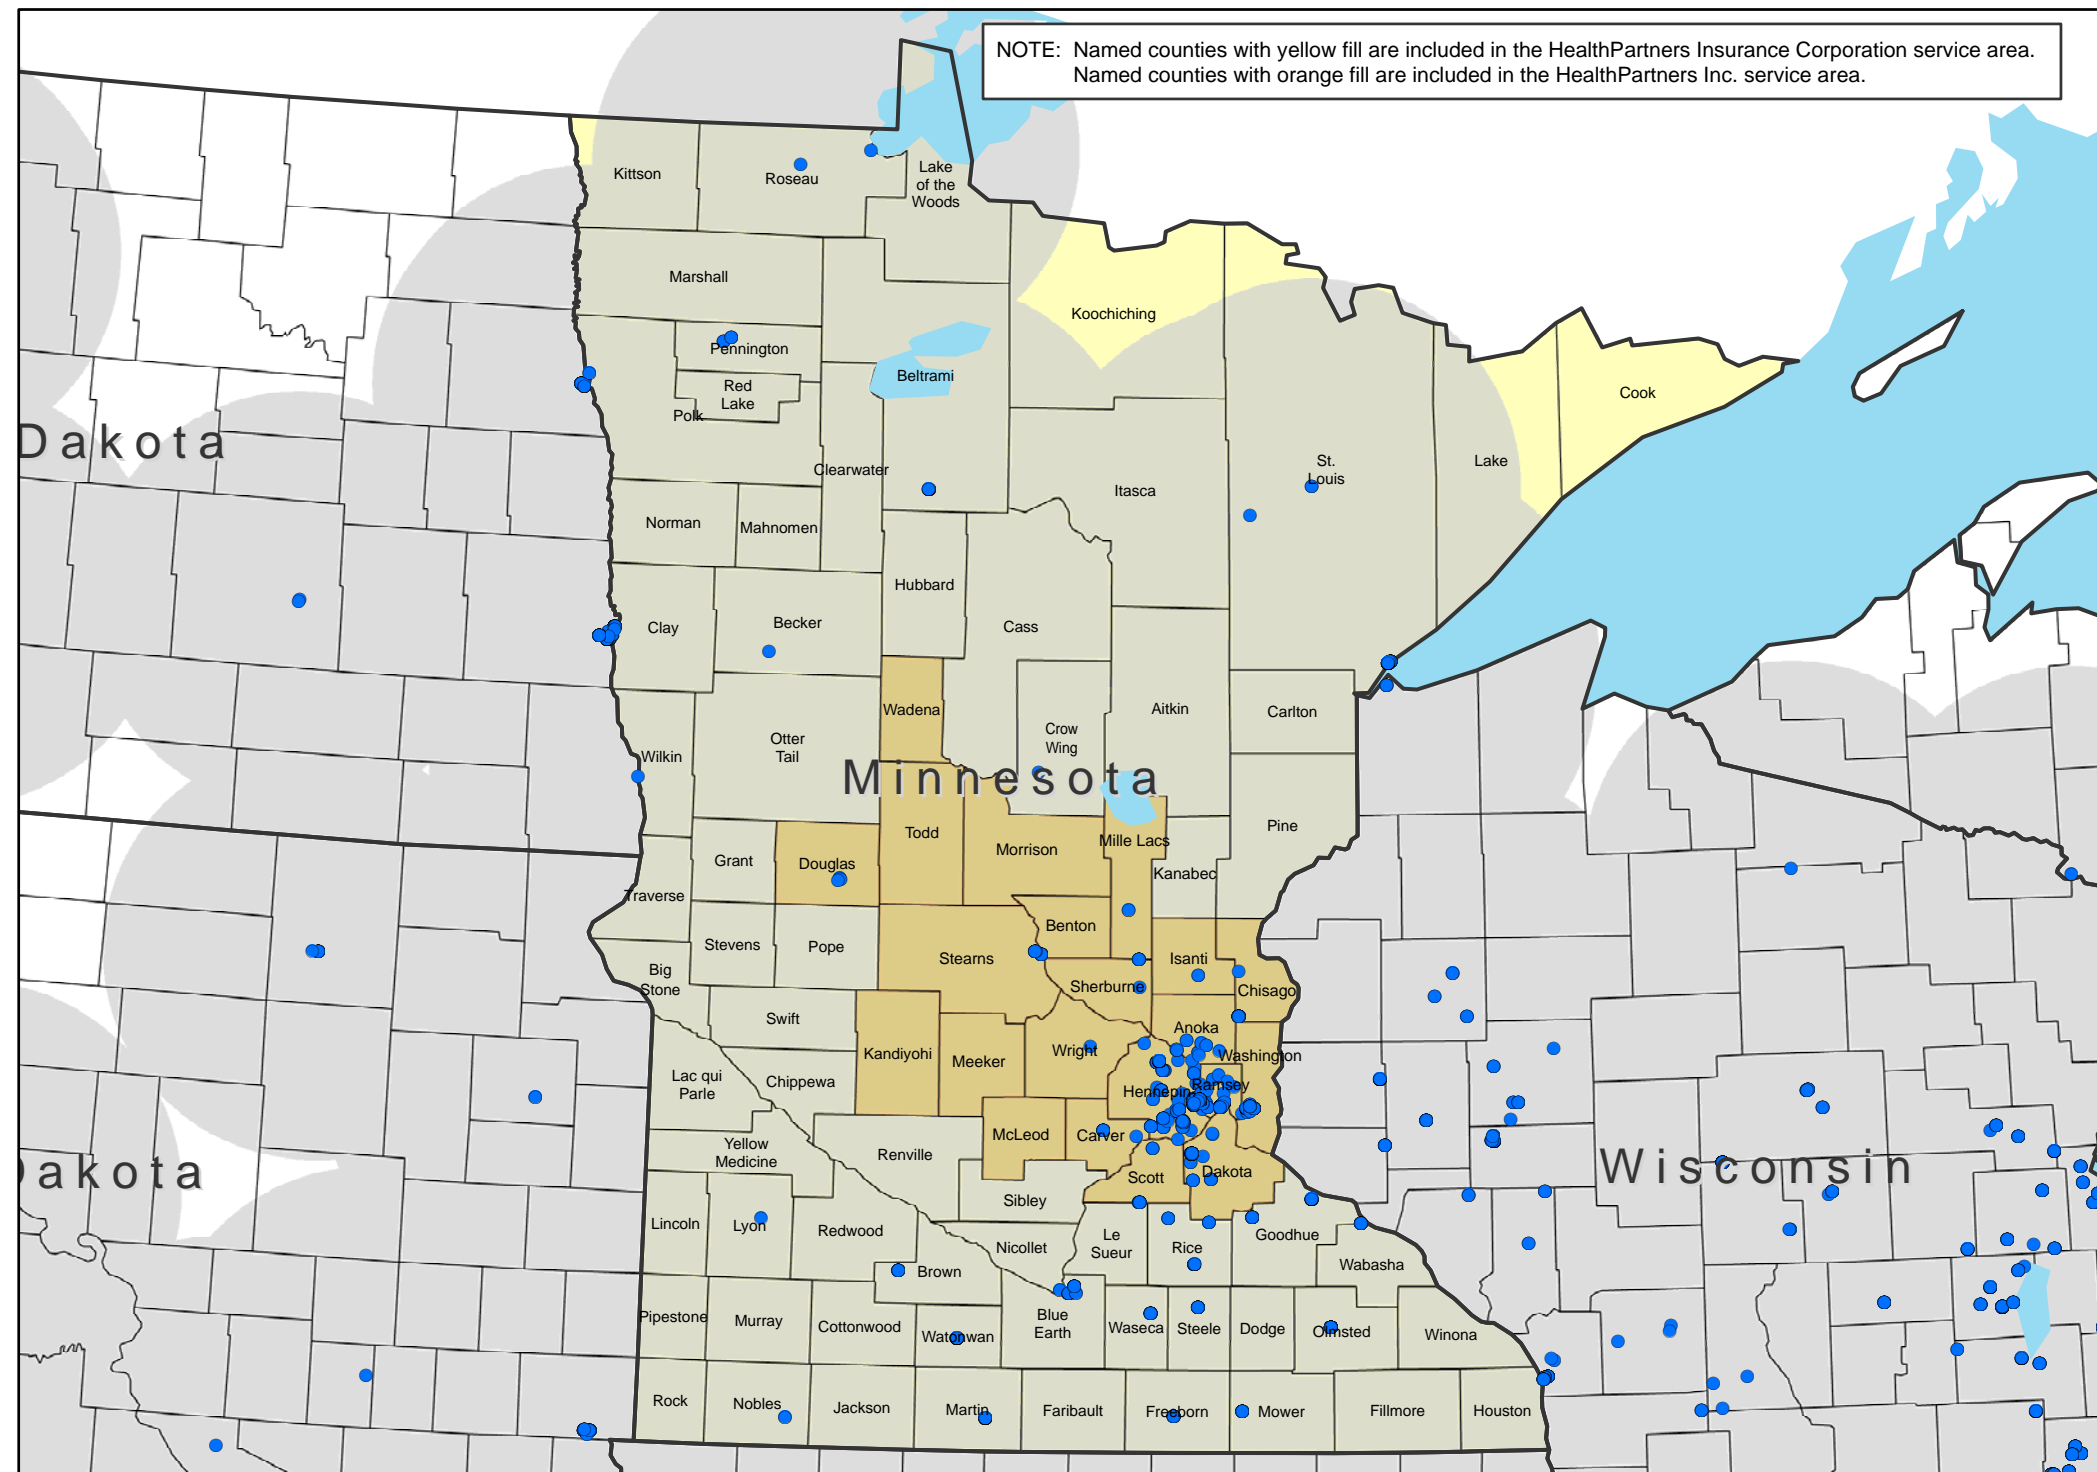 NOTE: Named counties with yellow fill are included in the HealthPartners Insurance Corporation service area.
Named counties with orange fill are included in the HealthPartners Inc. service area.
Kittson
Roseau
Lake
of the
Woods
Marshall
Koochiching
Pennington
Red
Lake
Beltrami
Polk
Cook
Dakota
Clearwater
St.
Louis
Lake
Itasca
Norman
Mahnomen
Hubbard
Clay
Becker
Cass
Wadena
Aitkin
Carlton
Otter
Tail
Crow
Wing
Wilkin
Minnesota
Todd
Pine
Grant
Douglas
Morrison
Mille Lacs
Kanabec
Traverse
Benton
Stevens
Pope
Stearns
Isanti
Big
Stone
Sherburne
Chisago
Swift
Anoka
Kandiyohi
Meeker
Wright
Washington
Lac qui
Parle
Chippewa
Hennepin
Ramsey
McLeod
Carver
Yellow
Medicine
Renville
Dakota
Scott
Dakota
Wisconsin
Sibley
Lincoln
Lyon
Redwood
Le
Sueur
Rice
Goodhue
Nicollet
Brown
Wabasha
Pipestone
Murray
Cottonwood
Watonwan
Blue
Earth
Waseca
Steele
Dodge
Olmsted
Winona
Rock
Nobles
Jackson
Martin
Faribault
Freeborn
Mower
Fillmore
Houston